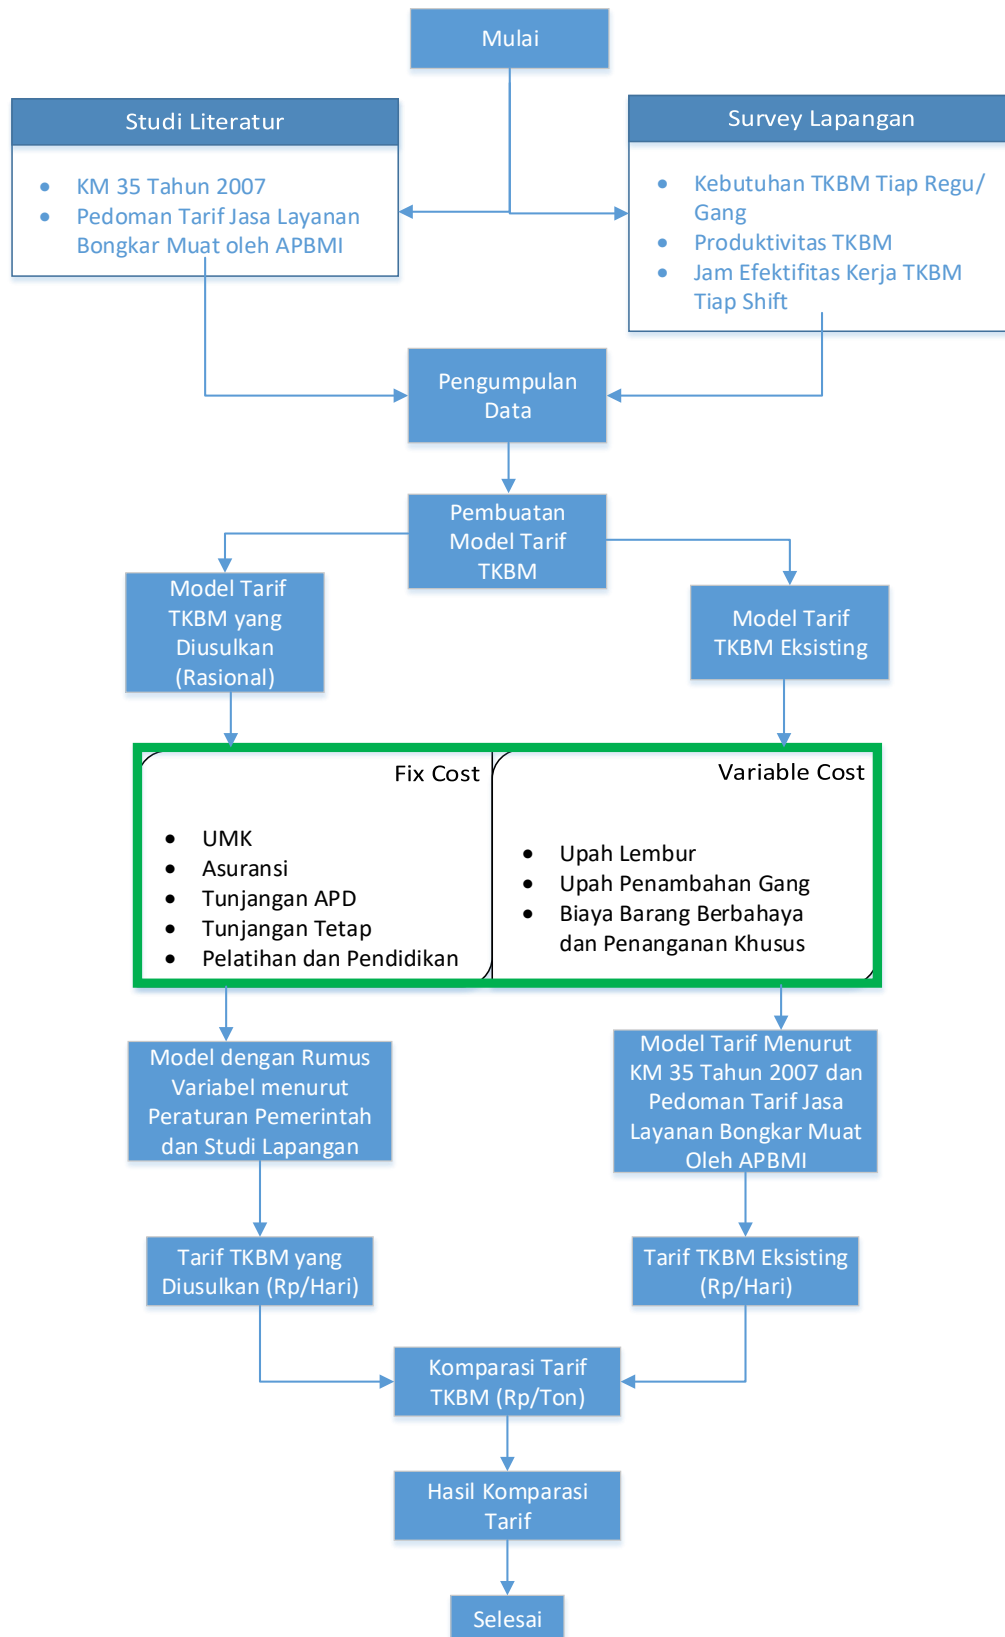 Mulai
Studi Literatur
• KM 35 Tahun 2007
• Pedoman Tarif Jasa Layanan
Bongkar Muat oleh APBMI
Survey Lapangan
• Kebutuhan TKBM Tiap Regu/
Gang
• Produktivitas TKBM
• Jam Efektifitas Kerja TKBM
Tiap Shift
Pengumpulan
Data
Pembuatan
Model Tarif
TKBM
Model Tarif
TKBM yang
Diusulkan
(Rasional)
Model Tarif
TKBM Eksisting
Fix Cost
• UMK
• Asuransi
• Tunjangan APD
• Tunjangan Tetap
• Pelatihan dan Pendidikan
Variable Cost
• Upah Lembur
• Upah Penambahan Gang
• Biaya Barang Berbahaya
dan Penanganan Khusus
Model dengan Rumus
Variabel menurut
Peraturan Pemerintah
dan Studi Lapangan
Model Tarif Menurut
KM 35 Tahun 2007 dan
Pedoman Tarif Jasa
Layanan Bongkar Muat
Oleh APBMI
Tarif TKBM yang
Diusulkan (Rp/Hari)
Tarif TKBM Eksisting
(Rp/Hari)
Komparasi Tarif
TKBM (Rp/Ton)
Hasil Komparasi
Tarif
Selesai